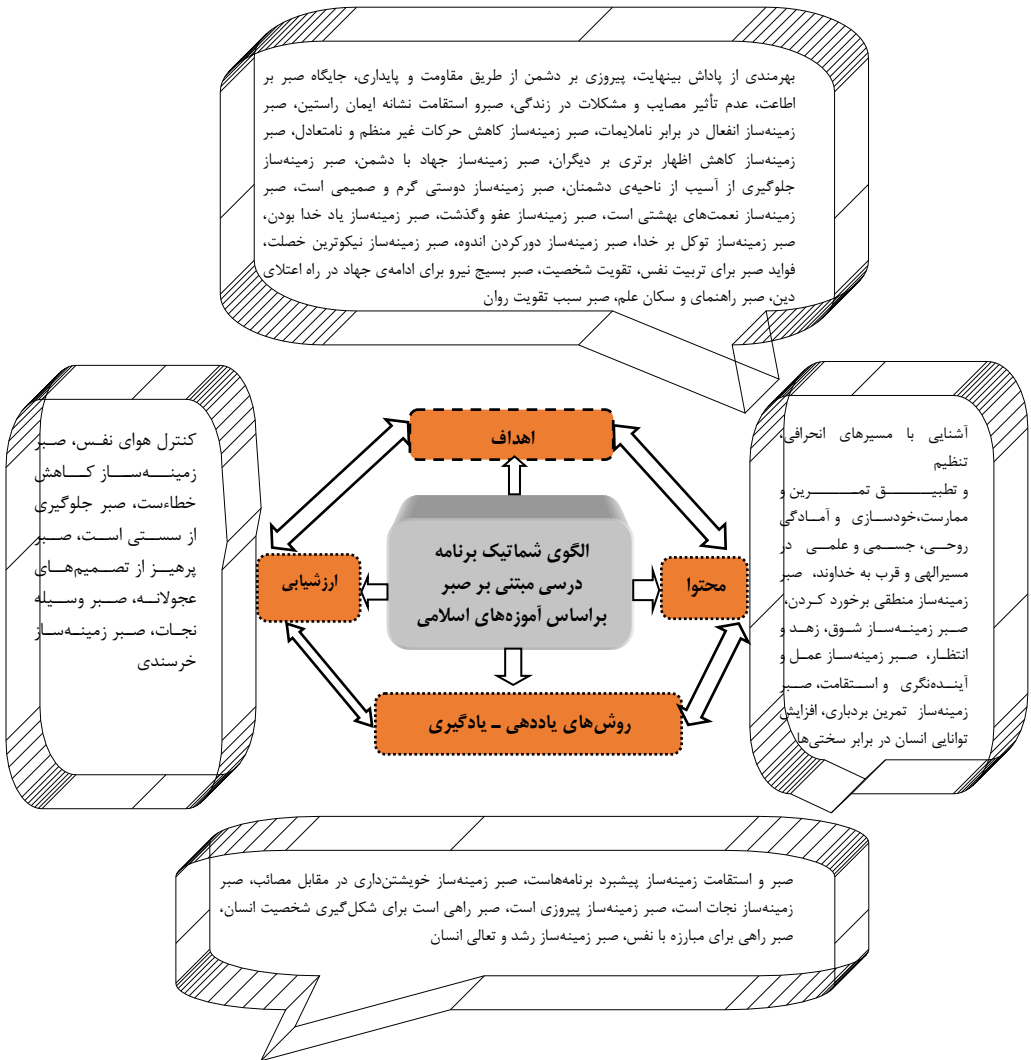 بهرمندی از پاداش بینهایت، پیروزی بر دشمن از طریق مقاومت و پایداری، جایگاه صبر بر
اطاعت، عدم تأثیر مصایب و مشکلات در زندگی، صبرو استقامت نشانه ایمان راستین، صبر
زمینه‌ساز انفعال در برابر ناملایمات، صبر زمینه‌ساز کاهش حرکات غیر منظم و نامتعادل، صبر
زمینه‌ساز کاهش اظهار برتری بر دیگران، صبر زمینه‌ساز جهاد با دشمن، صبر زمینه‌ساز
جلوگیری از آسیب از ناحیه‌ی دشمنان، صبر زمینه‌ساز دوستی گرم و صمیمی است، صبر
زمینه‌ساز نعمت‌های بهشتی است، صبر زمینه‌ساز عفو وگذشت، صبر زمینه‌ساز یاد خدا بودن،
صبر زمینه‌ساز توکل بر خدا، صبر زمینه‌ساز دورکردن اندوه، صبر زمینه‌ساز نیکوترین خصلت،
فواید صبر برای تربیت نفس، تقویت شخصیت، صبر بسیج نیرو برای ادامه‌ی جهاد در راه اعتلای
دین، صبر راهنمای و سکان علم، صبر سبب تقویت روان
آشنایی با مسیرهای انحرافی،
تنظیم
و تطبیق تمرین و
ممارست،خودسازی و آمادگی
روحی، جسمی و علمی در
مسیرالهی و قرب به خداوند، صبر
زمینه‌ساز منطقی برخورد کردن،
صبر زمینه‌ساز شوق، زهد و
انتظار، صبر زمینه‌ساز عمل و
آینده‌نگری و استقامت، صبر
زمینه‌ساز تمرین بردباری، افزایش
توانایی انسان در برابر سختی‌ها
اهداف
الگوی شماتیک برنامه
درسی مبتنی بر صبر
براساس آموزه‌های اسلامی
محتوا
ارزشیابی
روش‌های یاددهی ـ یادگیری
کنترل هوای نفس، صبر
زمینه‌ساز کاهش
خطاءست، صبر جلوگیری
از سستی است، صبر
پرهیز از تصمیم‌های
عجولانه، صبر وسیله
نجات، صبر زمینه‌ساز
خرسندی
صبر و استقامت زمینه‌ساز پیشبرد برنامه‌هاست، صبر زمینه‌ساز خویشتن‌داری در مقابل مصائب، صبر
زمینه‌ساز نجات است، صبر زمینه‌ساز پیروزی است، صبر راهی است برای شکل‌گیری شخصیت انسان،
صبر راهی برای مبارزه با نفس، صبر زمینه‌ساز رشد و تعالی انسان